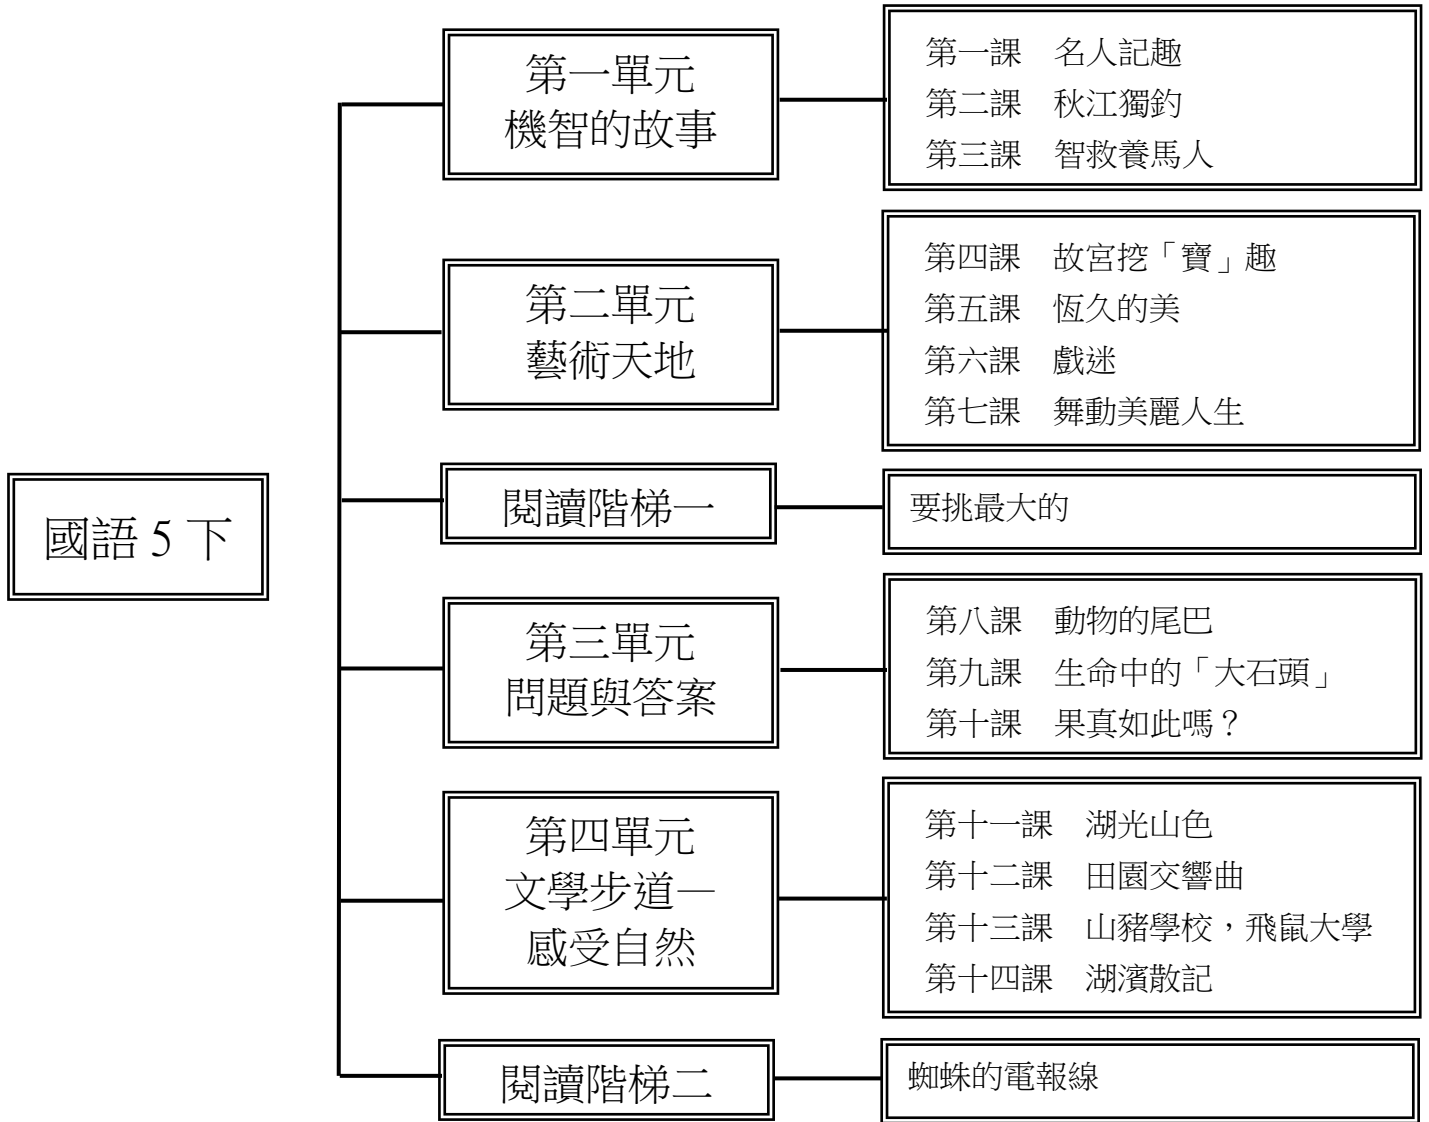 國語 5 下
第一單元
機智的故事
第一課　名人記趣
第二課　秋江獨釣
第三課　智救養馬人
第二單元
藝術天地
第四課　故宮挖「寶」趣
第五課　恆久的美
第六課　戲迷
第七課　舞動美麗人生
閱讀階梯一
要挑最大的
第三單元
問題與答案
第八課　動物的尾巴
第九課　生命中的「大石頭」
第十課　果真如此嗎？
第四單元
文學步道—
感受自然
第十一課　湖光山色
第十二課　田園交響曲
第十三課　山豬學校，飛鼠大學
第十四課　湖濱散記
閱讀階梯二
蜘蛛的電報線